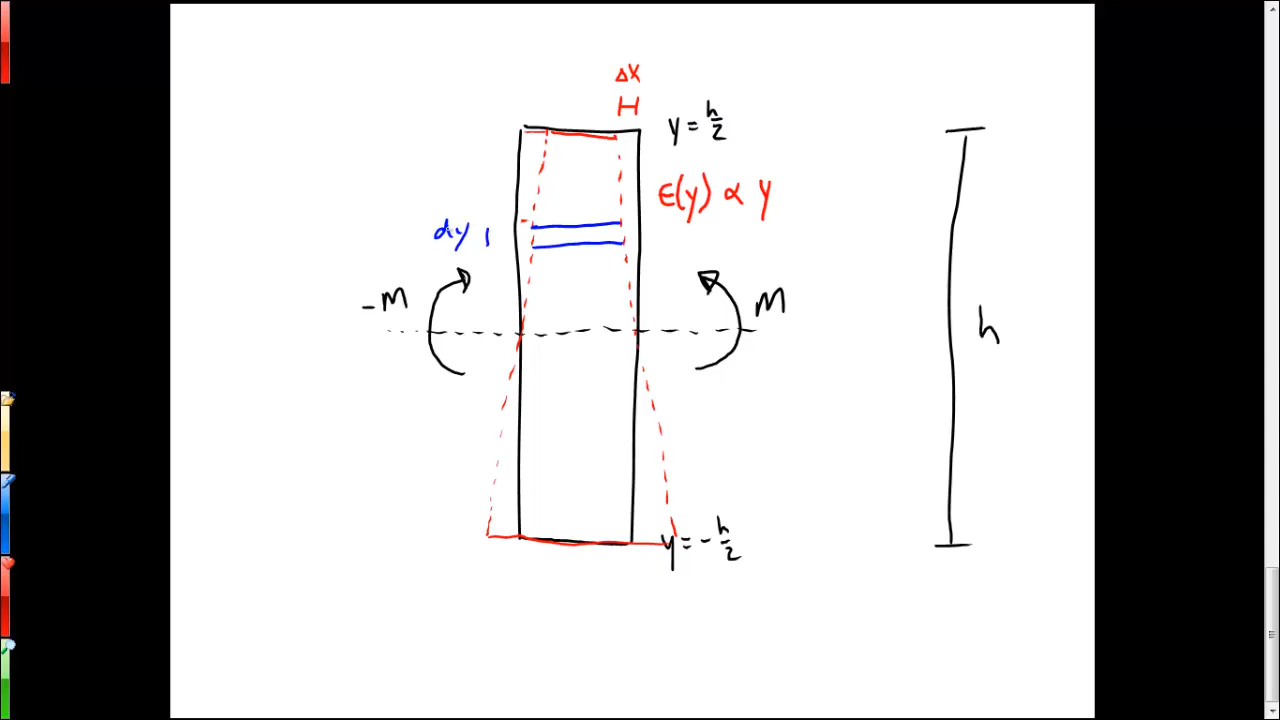 Δx
y = h/2
ϵ(y) ∝ y
dy
-M
M
h
y = -h/2